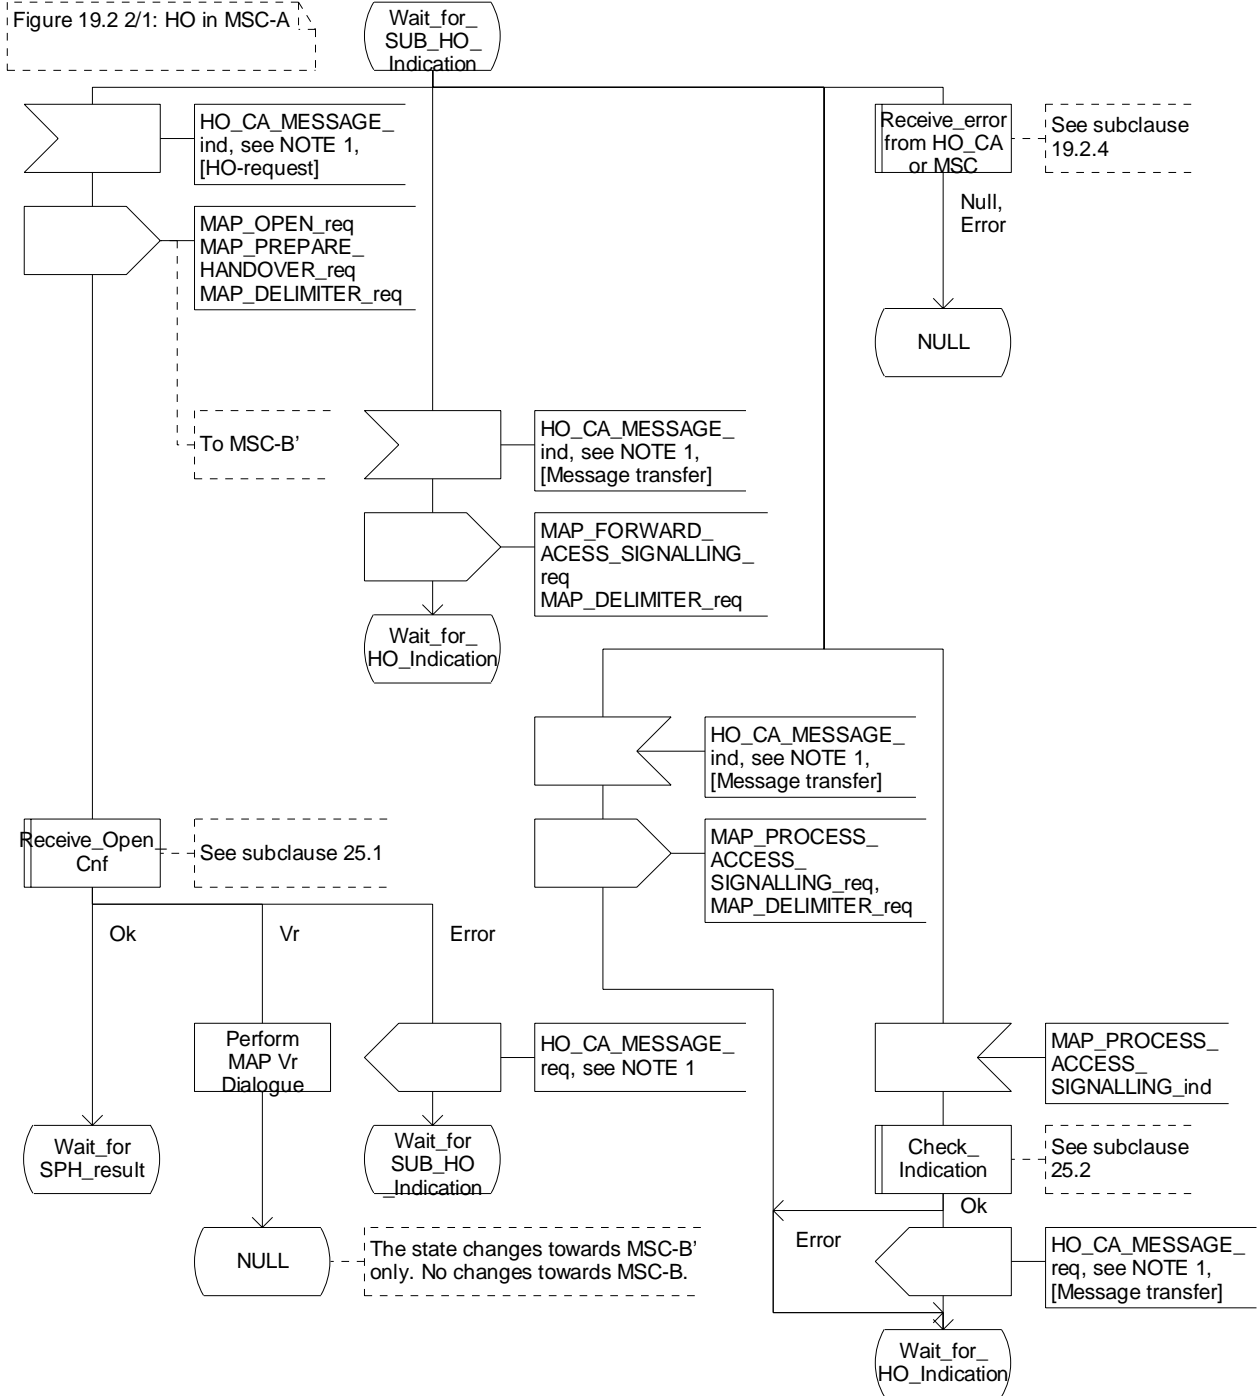 Figure 19.2 2/1: HO in MSC-A
Wait_for_
SUB_HO_
Indication
HO_CA_MESSAGE_
ind, see NOTE 1,
[HO-request]
Receive_error
from HO_CA
or MSC
See subclause
19.2.4
Null,
Error
MAP_OPEN_req
MAP_PREPARE_
HANDOVER_req
MAP_DELIMITER_req
NULL
To MSC-B’
HO_CA_MESSAGE_
ind, see NOTE 1,
[Message transfer]
MAP_FORWARD_
ACESS_SIGNALLING_
req
MAP_DELIMITER_req
Wait_for_
HO_Indication
HO_CA_MESSAGE_
ind, see NOTE 1,
[Message transfer]
Receive_Open_
Cnf
See subclause 25.1
MAP_PROCESS_
ACCESS_
SIGNALLING_req,
MAP_DELIMITER_req
Ok
Vr
Error
Perform
MAP Vr
Dialogue
HO_CA_MESSAGE_
req, see NOTE 1
MAP_PROCESS_
ACCESS_
SIGNALLING_ind
Wait_for
SPH_result
Wait_for
SUB_HO
_Indication
Check_
Indication
See subclause
25.2
Ok
Error
NULL
The state changes towards MSC-B’
only. No changes towards MSC-B.
HO_CA_MESSAGE_
req, see NOTE 1,
[Message transfer]
Wait_for_
HO_Indication